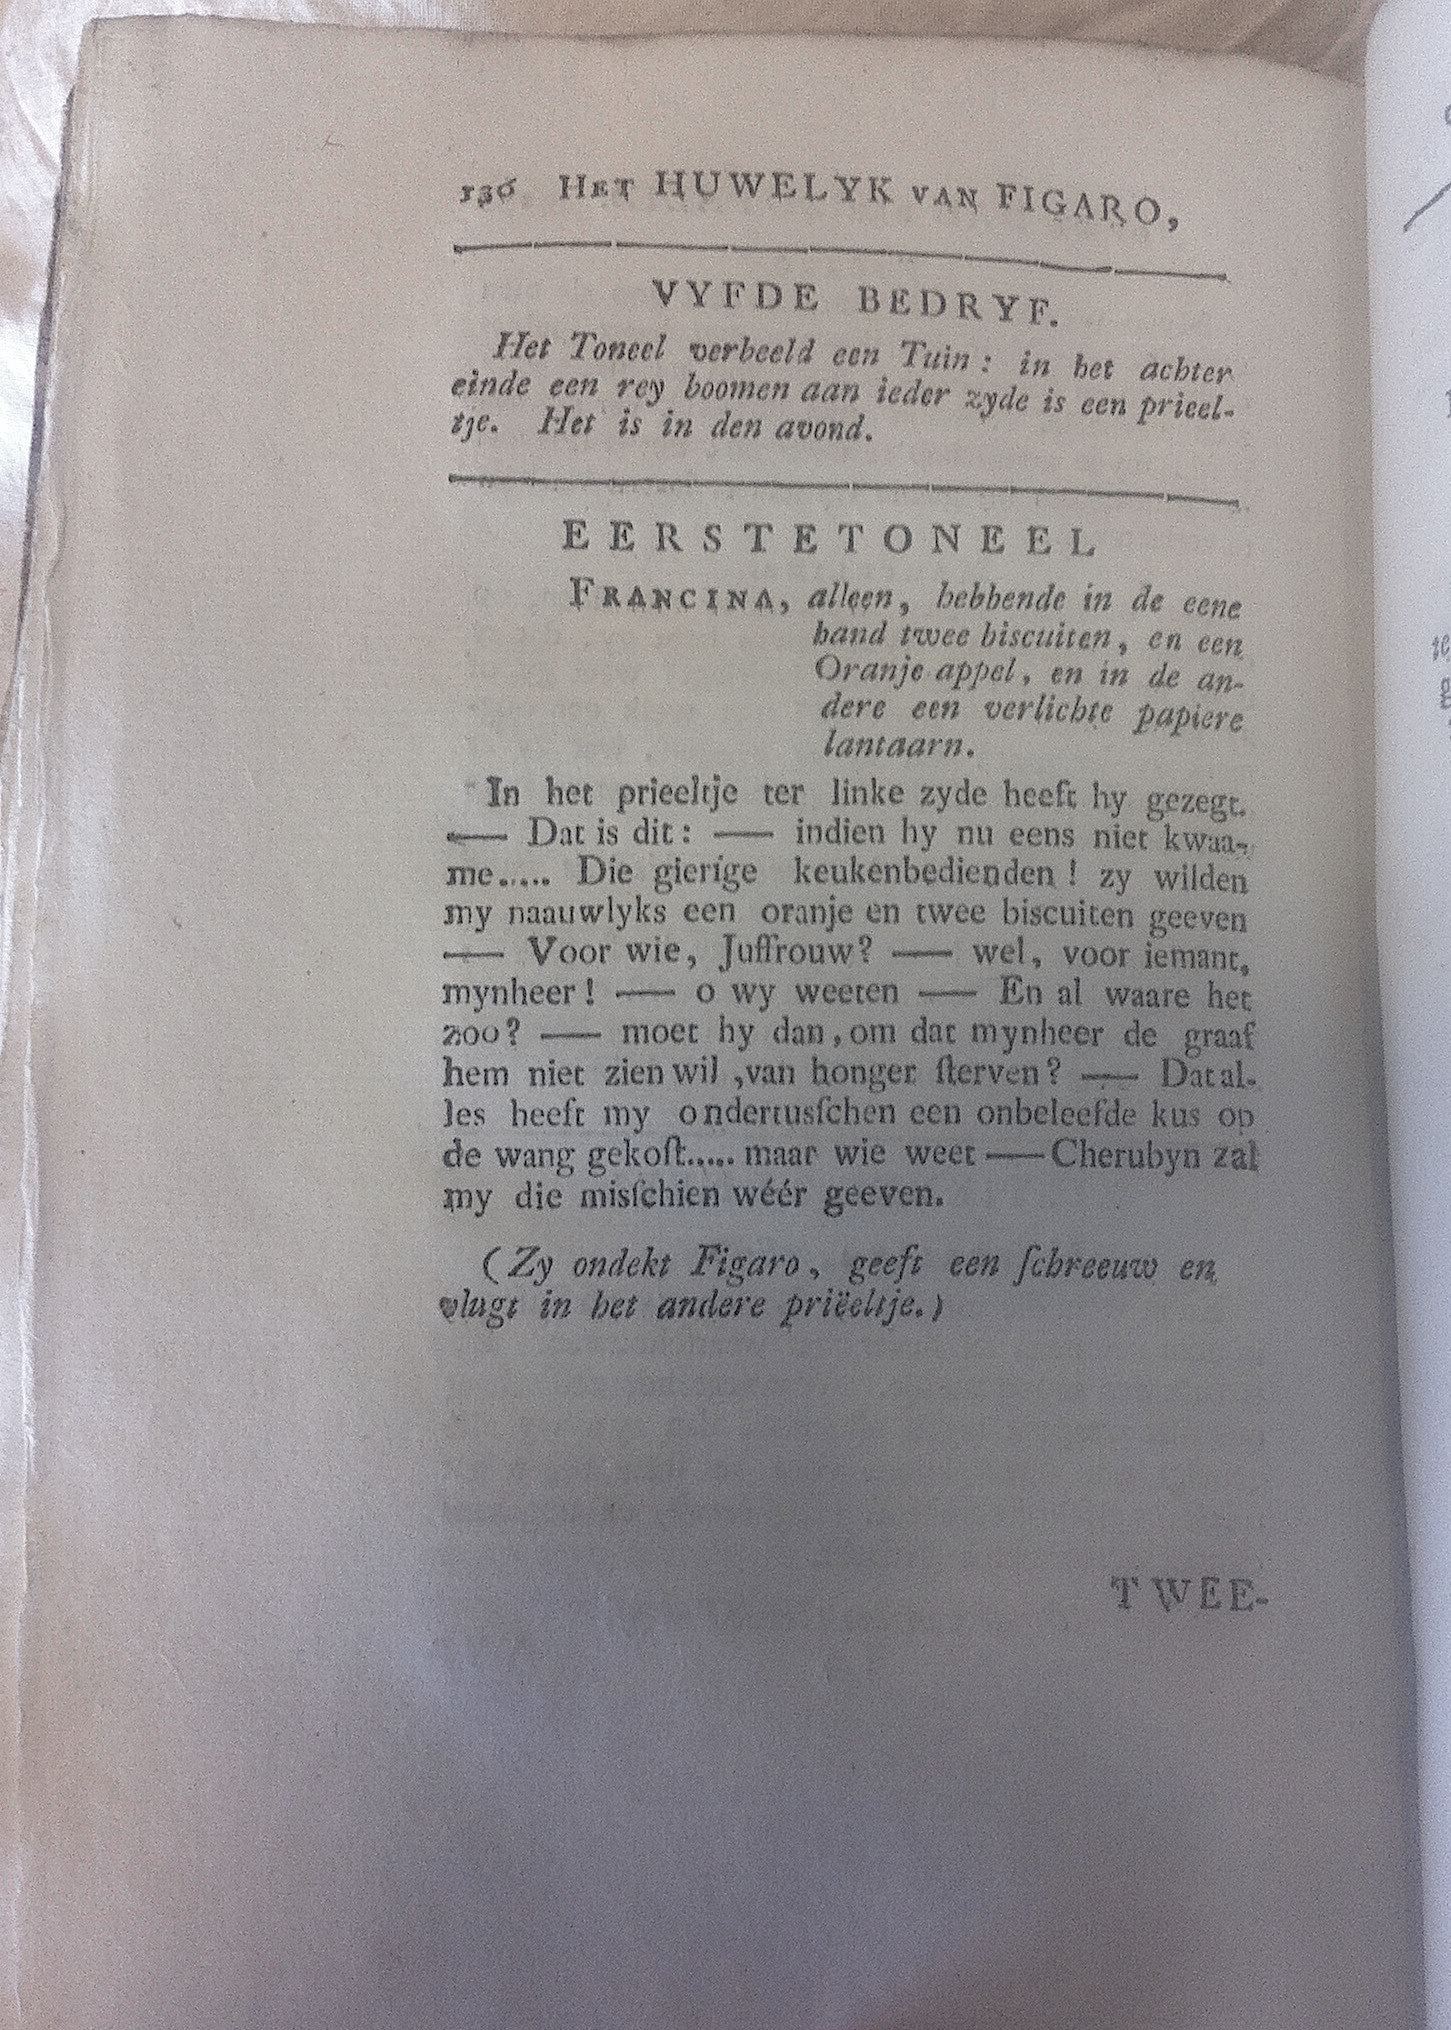 136 HET HUWELYK VAN FIGARO,
VYFDE BEDRYF.
Het Toneel verbeeld een Tuin: in het achter
einde een rey boomen aan ieder zyde is een prieel-
tje. Het is in den avond.
EERSTETONEEL
FRANCINA, alleen, hebbende in de eene
hand twee biscuiten, en een
Oranje appel, en in de an-
dere een verlichte papiere
lantaarn.
In het prieeltje ter linke zyde heeft hy gezegt.
— Dat is dit: — indien hy nu eens niet kwaa-
me..... Die gierige keukenbedienden! zy wilden
my naauwlyks een oranje en twee biscuiten geeven
— Voor wie, Juffrouw? — wel, voor iemant,
mynheer! — o wy weeten — En al waare het
zoo? — moet hy dan, om dat mynheer de graaf
hem niet zien wil, van honger ſterven? — Dat al-
les heeft my ondertusſchen een onbeleefde kus op
de wang gekoſt..... maar wie weet — Cherubyn zal
my die misſchien wéér geeven.
(Zy ondekt Figaro, geeft een ſchreeuw en
vlugt in het andere priëeltje.)
TWEE-